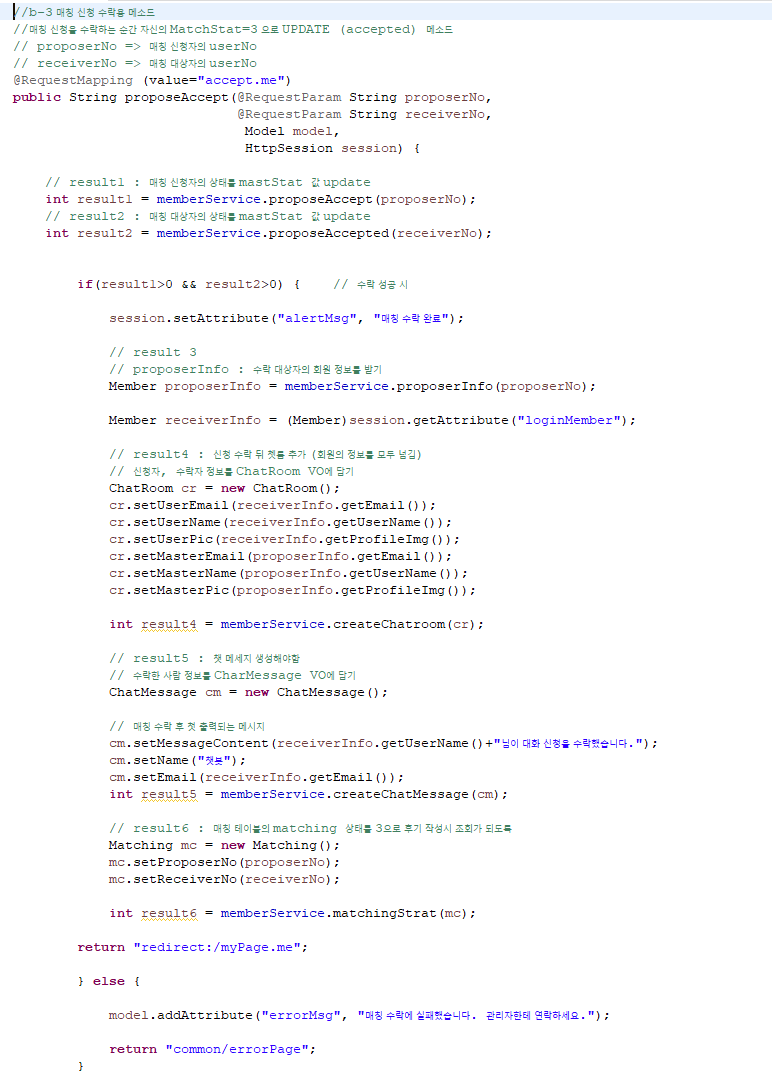 //b-3 매칭 신청 수락용 메소드
//매칭 신청을 수락하는 순간 자신의 MatchStat=3 으로 UPDATE (accepted) 메소드
// proposerNo => 매칭 신청자의 userNo
// receiverNo => 매칭 대상자의 userNo
@RequestMapping (value="accept.me")
public String proposeAccept(@RequestParam String proposerNo,
@RequestParam String receiverNo,
Model model,
HttpSession session) {
// result1 : 매칭 신청자의 상태를 mastStat 값 update
int result1 = memberService.proposeAccept(proposerNo);
// result2 : 매칭 대상자의 상태를 mastStat 값 update
int result2 = memberService.proposeAccepted(receiverNo);
if(result1>0 && result2>0) { // 수락 성공 시
session.setAttribute("alertMsg", "매칭 수락 완료");
// result 3
// proposerInfo : 수락 대상자의 회원 정보를 받기
Member proposerInfo = memberService.proposerInfo(proposerNo);
Member receiverInfo = (Member)session.getAttribute("loginMember");
// result4 : 신청 수락 뒤 챗룸 추가 (회원의 정보를 모두 넘김)
// 신청자, 수락자 정보를 ChatRoom VO에 담기
ChatRoom cr = new ChatRoom();
cr.setUserEmail(receiverInfo.getEmail());
cr.setUserName(receiverInfo.getUserName());
cr.setUserPic(receiverInfo.getProfileImg());
cr.setMasterEmail(proposerInfo.getEmail());
cr.setMasterName(proposerInfo.getUserName());
cr.setMasterPic(proposerInfo.getProfileImg());
int result4 = memberService.createChatroom(cr);
// result5 : 챗 메세지 생성해야함
// 수락한 사람 정보를 CharMessage VO에 담기
ChatMessage cm = new ChatMessage();
// 매칭 수락 후 첫 출력되는 메시지
cm.setMessageContent(receiverInfo.getUserName()+"님이 대화 신청을 수락했습니다.");
cm.setName("챗봇");
cm.setEmail(receiverInfo.getEmail());
int result5 = memberService.createChatMessage(cm);
// result6 : 매칭 테이블의 matching 상태를 3으로 후기 작성시 조회가 되도록
Matching mc = new Matching();
mc.setProposerNo(proposerNo);
mc.setReceiverNo(receiverNo);
int result6 = memberService.matchingStrat(mc);
return "redirect:/myPage.me";
} else {
model.addAttribute("errorMsg", "매칭 수락에 실패했습니다. 관리자한테 연락하세요.");
return "common/errorPage";
}